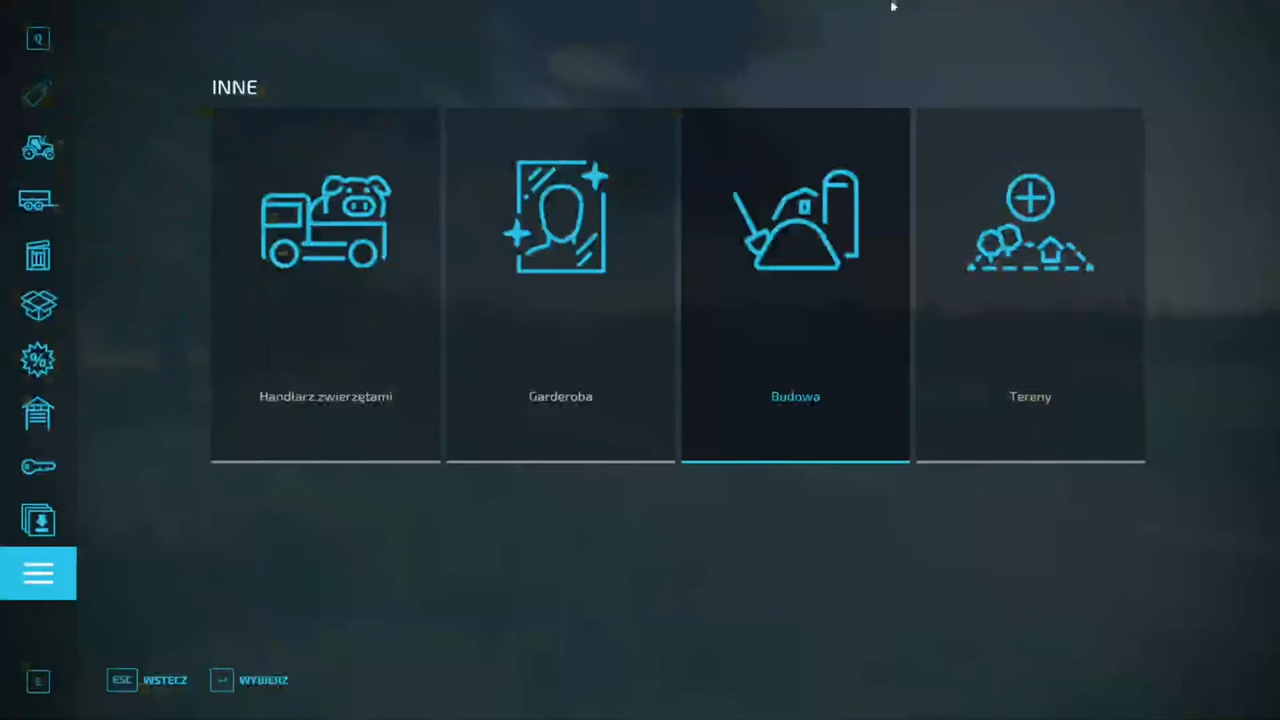 Q
INNE
Handlarz zwierzętami
Garderoba
Budowa
Tereny
%
E
ESC WSTECZ
WYBIERZ